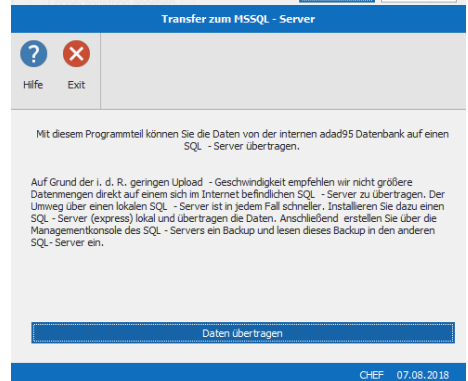 Transfer zum MSSQL - Server
Hilfe Exit
Mit diesem Programmteil können Sie die Daten von der internen adad95 Datenbank auf einen
SQL - Server übertragen.
Auf Grund der i. d. R. geringen Upload - Geschwindigkeit empfehlen wir nicht größere
Datenmengen direkt auf einem sich im Internet befindlichen SQL - Server zu übertragen. Der
Umweg über einen lokalen SQL - Server ist in jedem Fall schneller. Installieren Sie dazu einen
SQL - Server (express) lokal und übertragen die Daten. Anschließend erstellen Sie über die
Managementkonsole des SQL - Servers ein Backup und lesen dieses Backup in den anderen
SQL- Server ein.
Daten übertragen
CHEF 07.08.2018